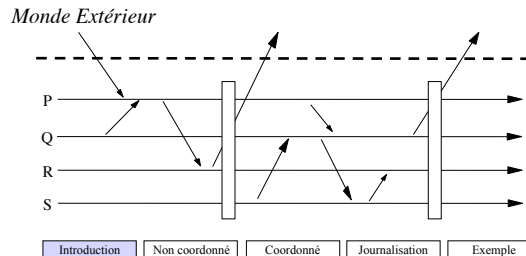 Monde Extérieur
P
Q
R
S
Introduction Non coordonné Coordonné Journalisation Exemple